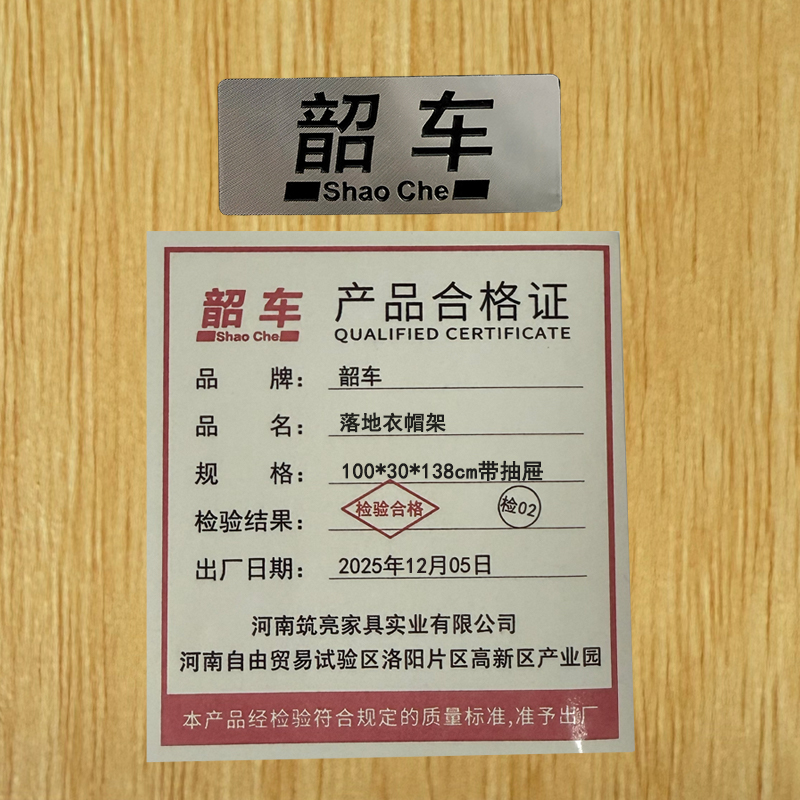 韶车
Shao Che
韶车
Shao Che
产品合格证
QUALIFIED CERTIFICATE
品 牌： 韶车
品 名： 落地衣帽架
规 格： 100*30*138cm带抽屉
检验结果： 检验合格 检02
出厂日期： 2025年12月05日
河南筑亮家具实业有限公司
河南自由贸易试验区洛阳片区高新区产业园
本产品经检验符合规定的质量标准,准予出厂